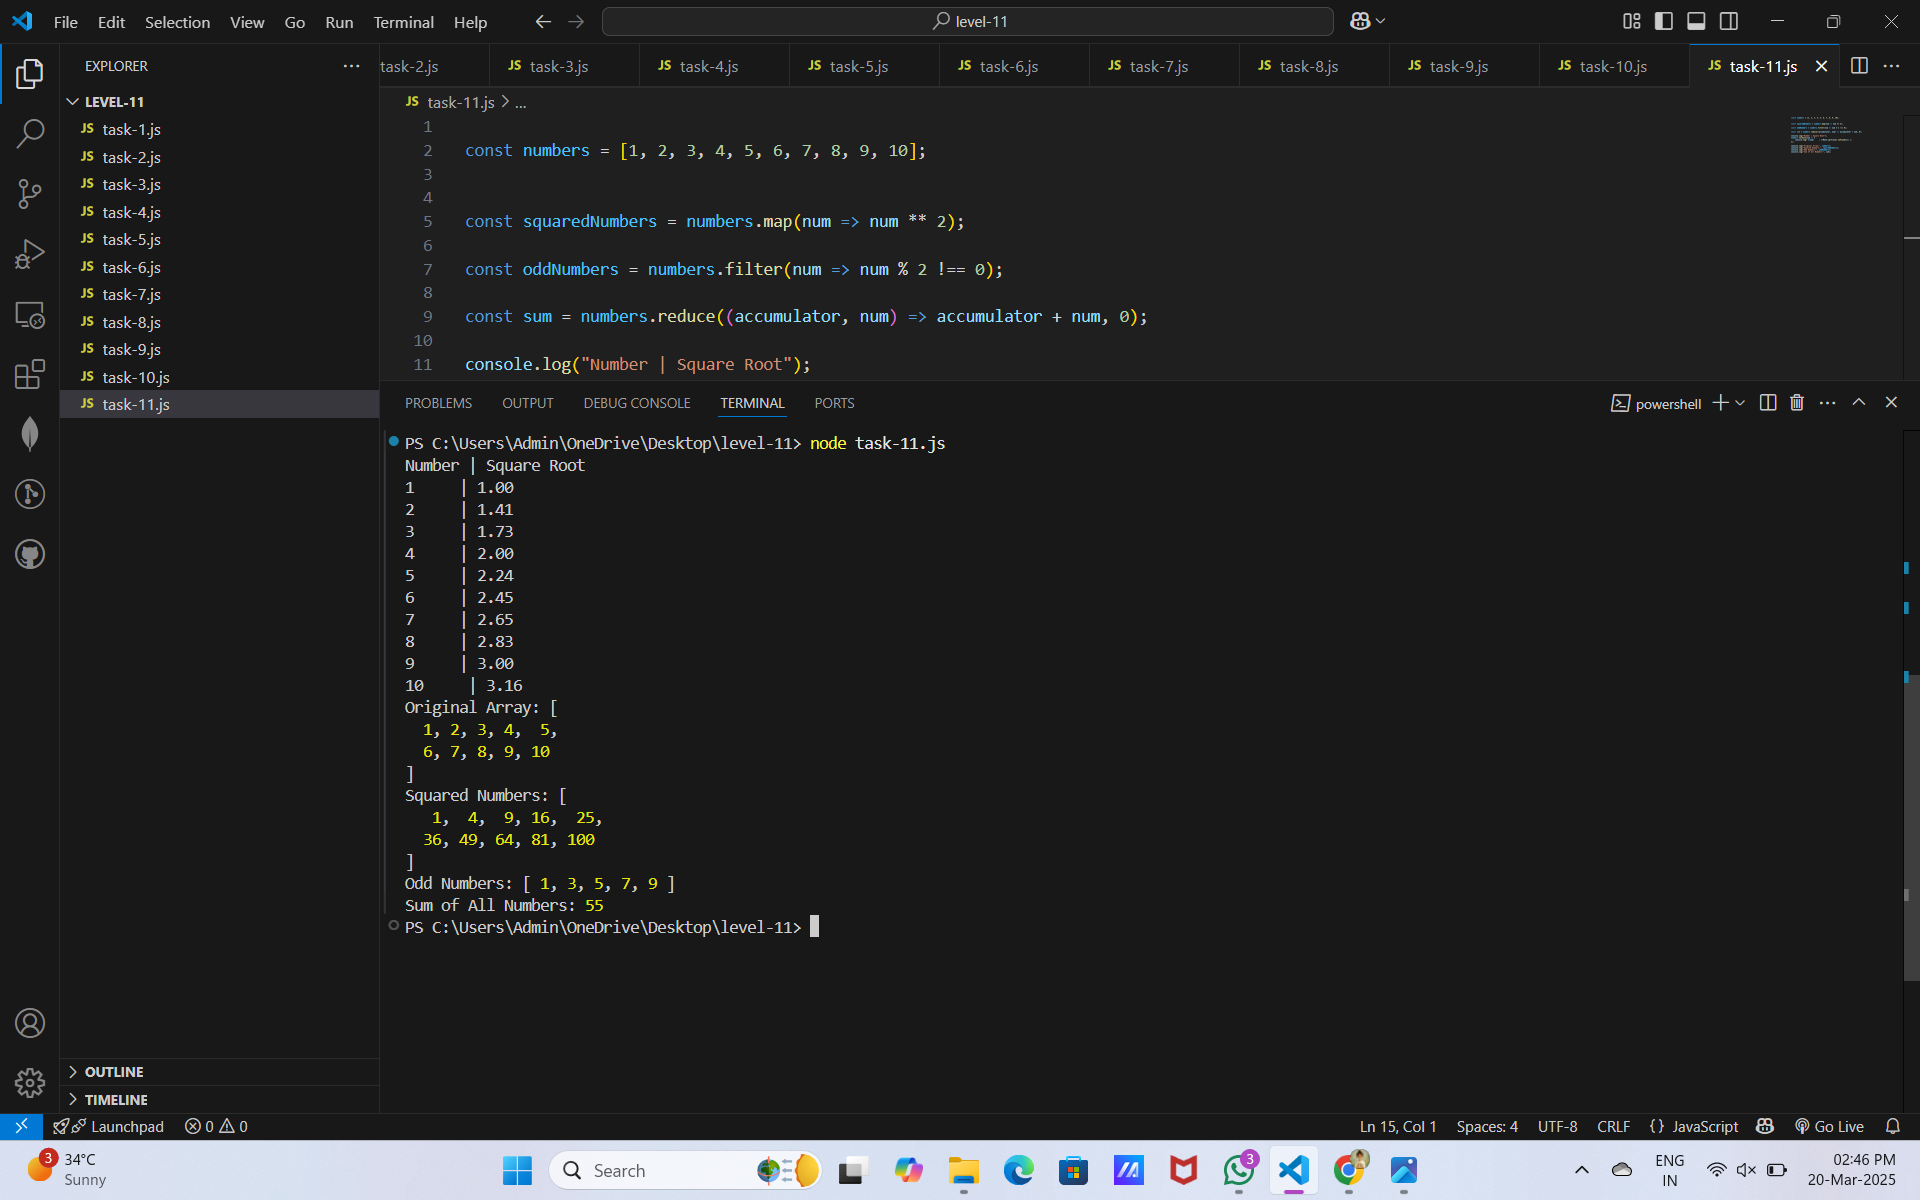 File Edit Selection View Go Run Terminal Help
level-11
EXPLORER
LEVEL-11
JS task-1.js
JS task-2.js
JS task-3.js
JS task-4.js
JS task-5.js
JS task-6.js
JS task-7.js
JS task-8.js
JS task-9.js
JS task-10.js
JS task-11.js
OUTLINE
TIMELINE
task-2.js JS task-3.js JS task-4.js JS task-5.js JS task-6.js JS task-7.js JS task-8.js JS task-9.js JS task-10.js JS task-11.js
JS task-11.js > ...
1
2 const numbers = [1, 2, 3, 4, 5, 6, 7, 8, 9, 10];
3
4
5 const squaredNumbers = numbers.map(num => num ** 2);
6
7 const oddNumbers = numbers.filter(num => num % 2 !== 0);
8
9 const sum = numbers.reduce((accumulator, num) => accumulator + num, 0);
10
11 console.log("Number | Square Root");
PROBLEMS OUTPUT DEBUG CONSOLE TERMINAL PORTS
powershell
PS C:\Users\Admin\OneDrive\Desktop\level-11> node task-11.js
Number | Square Root
1     | 1.00
2     | 1.41
3     | 1.73
4     | 2.00
5     | 2.24
6     | 2.45
7     | 2.65
8     | 2.83
9     | 3.00
10     | 3.16
Original Array: [
  1, 2, 3, 4,  5,
  6, 7, 8, 9, 10
]
Squared Numbers: [
   1,  4,  9, 16,  25,
  36, 49, 64, 81, 100
]
Odd Numbers: [ 1, 3, 5, 7, 9 ]
Sum of All Numbers: 55
PS C:\Users\Admin\OneDrive\Desktop\level-11>
Launchpad 0 0
Ln 15, Col 1 Spaces: 4 UTF-8 CRLF {} JavaScript Go Live
3 34°C
Sunny
Search
3
ENG
IN
02:46 PM
20-Mar-2025